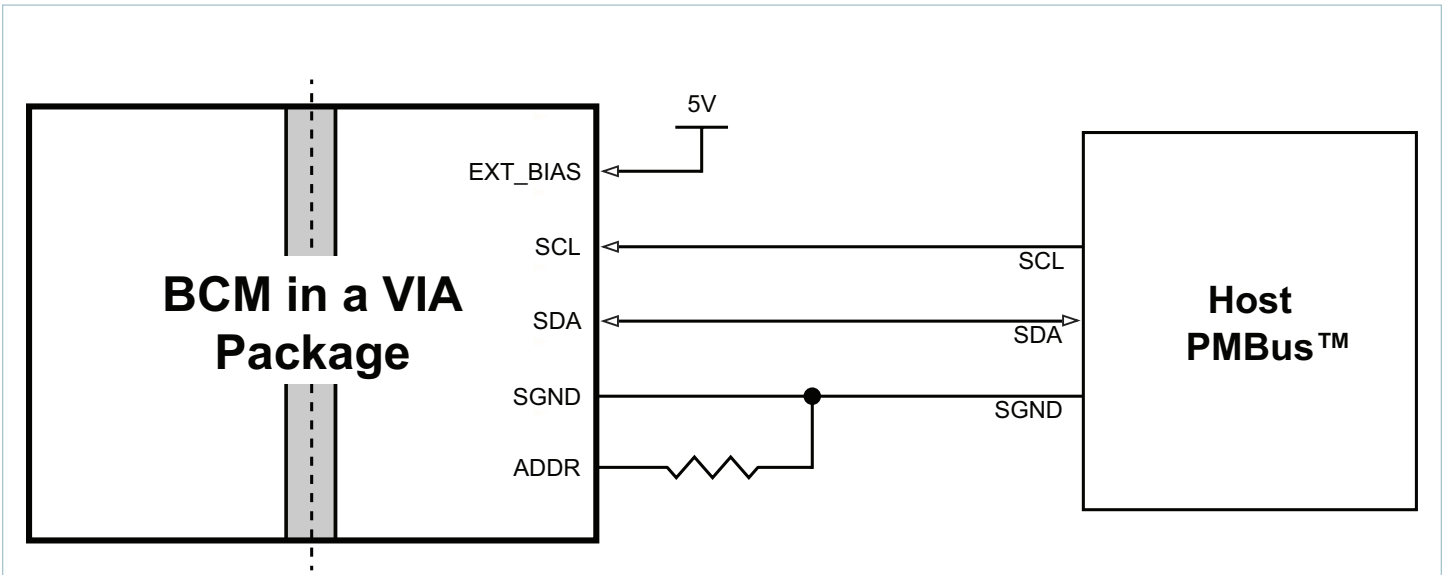 5V
EXT_BIAS
SCL
SCL
BCM in a VIA
Package
SDA
SDA
Host
PMBus™
SGND
SGND
ADDR